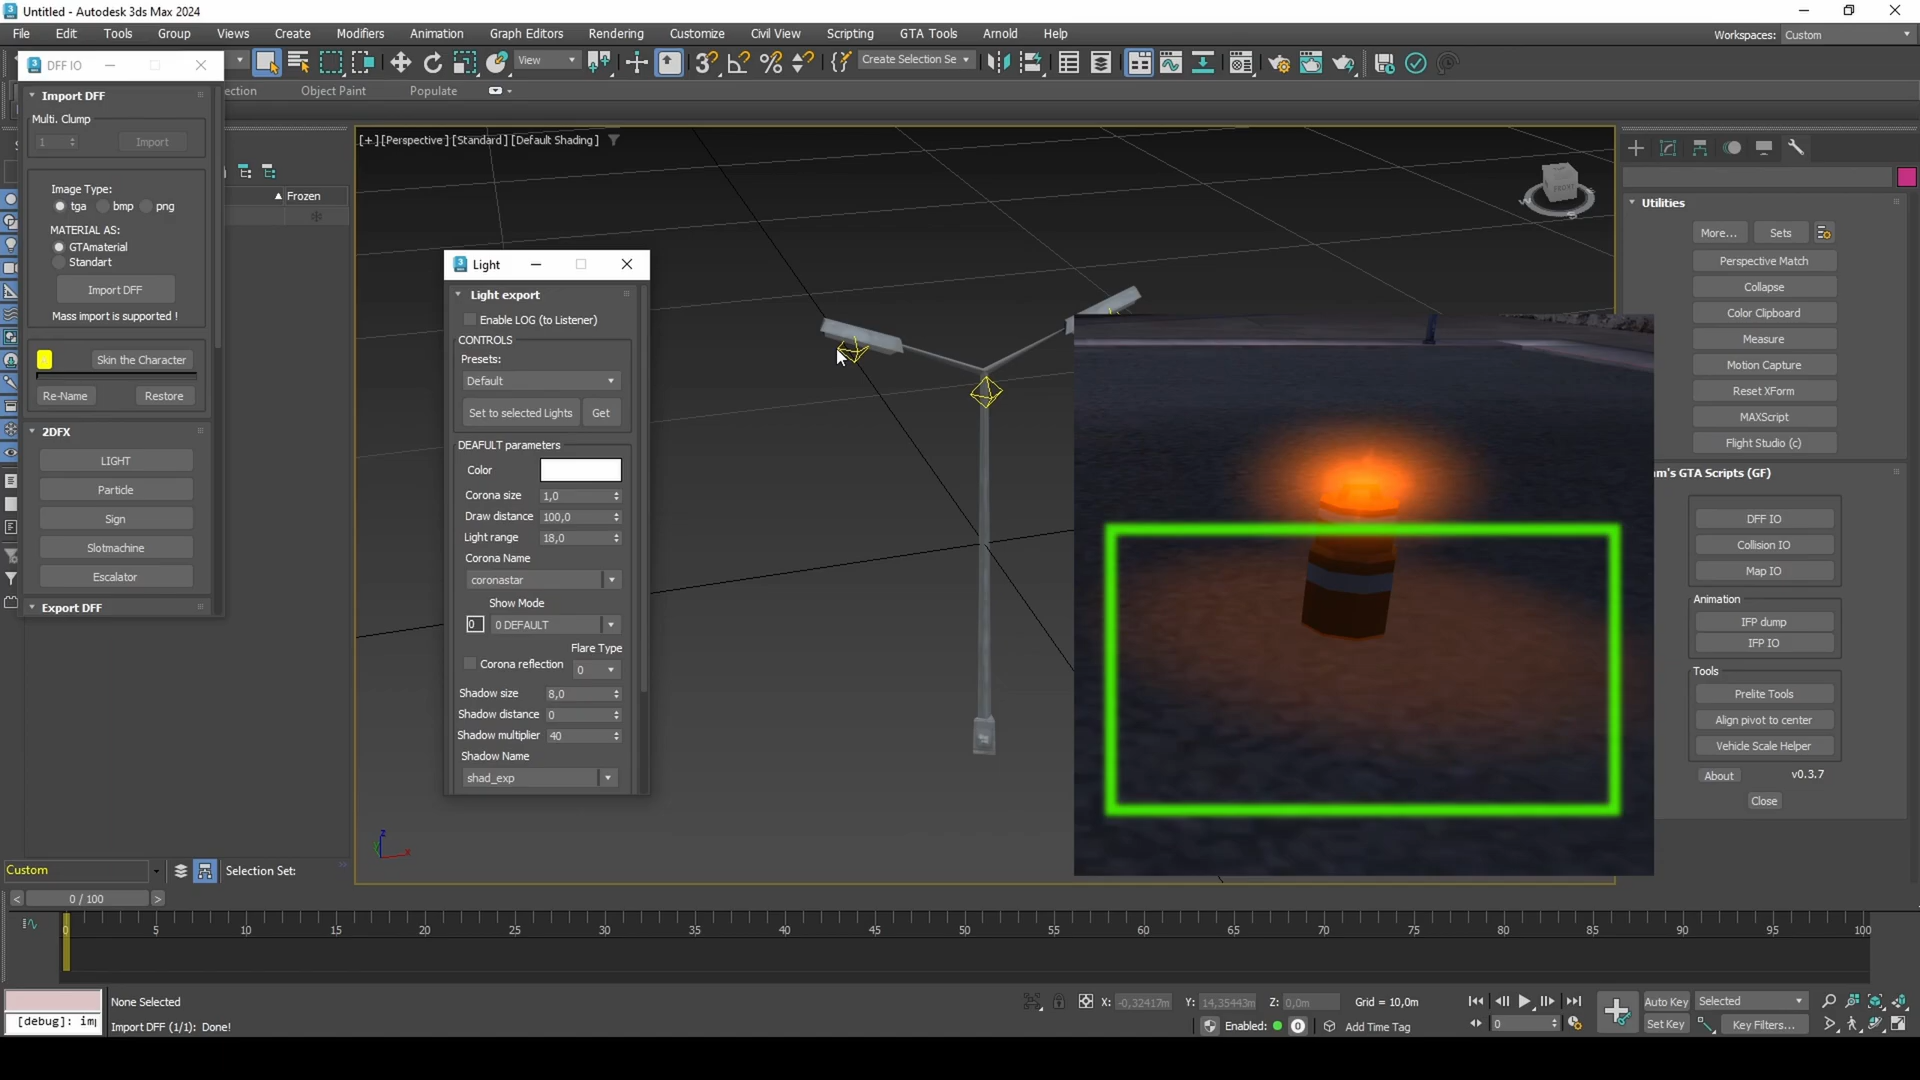 Untitled - Autodesk 3ds Max 2024
File Edit Tools Group Views Create Modifiers Animation Graph Editors Rendering Customize Civil View Scripting GTA Tools Arnold Help
Workspaces: Custom
DFF IO
View
Create Selection Se
ection Object Paint Populate
Import DFF
Multi. Clump
1 Import
Image Type:
tga bmp png
MATERIAL AS:
GTAmaterial
Standart
Import DFF
Mass import is supported !
Skin the Character
Re-Name Restore
2DFX
LIGHT
Particle
Sign
Slotmachine
Escalator
Export DFF
Frozen
[+] [Perspective] [Standard] [Default Shading]
FRONT
Light
Light export
Enable LOG (to Listener)
CONTROLS
Presets:
Default
Set to selected Lights Get
DEAFULT parameters
Color
Corona size 1,0
Draw distance 100,0
Light range 18,0
Corona Name
coronastar
Show Mode
0 0 DEFAULT
Flare Type
Corona reflection 0
Shadow size 8,0
Shadow distance 0
Shadow multiplier 40
Shadow Name
shad_exp
z
x
Utilities
More... Sets
Perspective Match
Collapse
Color Clipboard
Measure
Motion Capture
Reset XForm
MAXScript
Flight Studio (c)
m's GTA Scripts (GF)
DFF IO
Collision IO
Map IO
Animation
IFP dump
IFP IO
Tools
Prelite Tools
Align pivot to center
Vehicle Scale Helper
About v0.3.7
Close
Custom Selection Set:
< 0 / 100 >
0 5 10 15 20 25 30 35 40 45 50 55 60 65 70 75 80 85 90 95 100
None Selected
[debug]: im
Import DFF (1/1): Done!
X: -0,32417m Y: 14,35443m Z: 0,0m Grid = 10,0m
Enabled: 0 Add Time Tag
0
Auto Key Selected
Set Key Key Filters...